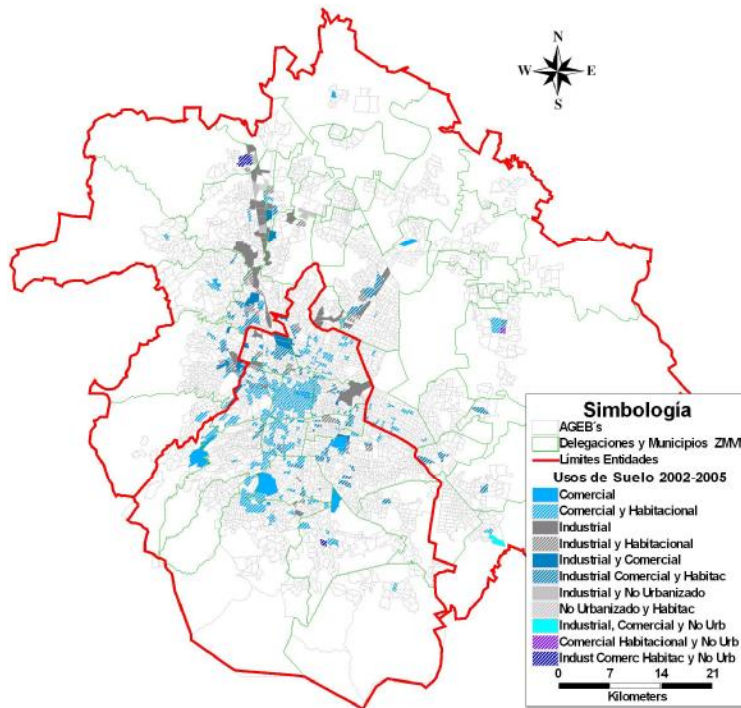 N
W E
S
Simbología
AGEB's
Delegaciones y Municipios ZMVM
Límites Entidades
Usos de Suelo 2002-2005
Comercial
Comercial y Habitacional
Industrial
Industrial y Habitacional
Industrial y Comercial
Industrial Comercial y Habitac
Industrial y No Urbanizado
No Urbanizado y Habitac
Industrial, Comercial y No Urb
Comercial Habitacional y No Urb
Indust Comerc Habitac y No Urb
0 7 14 21
Kilometers